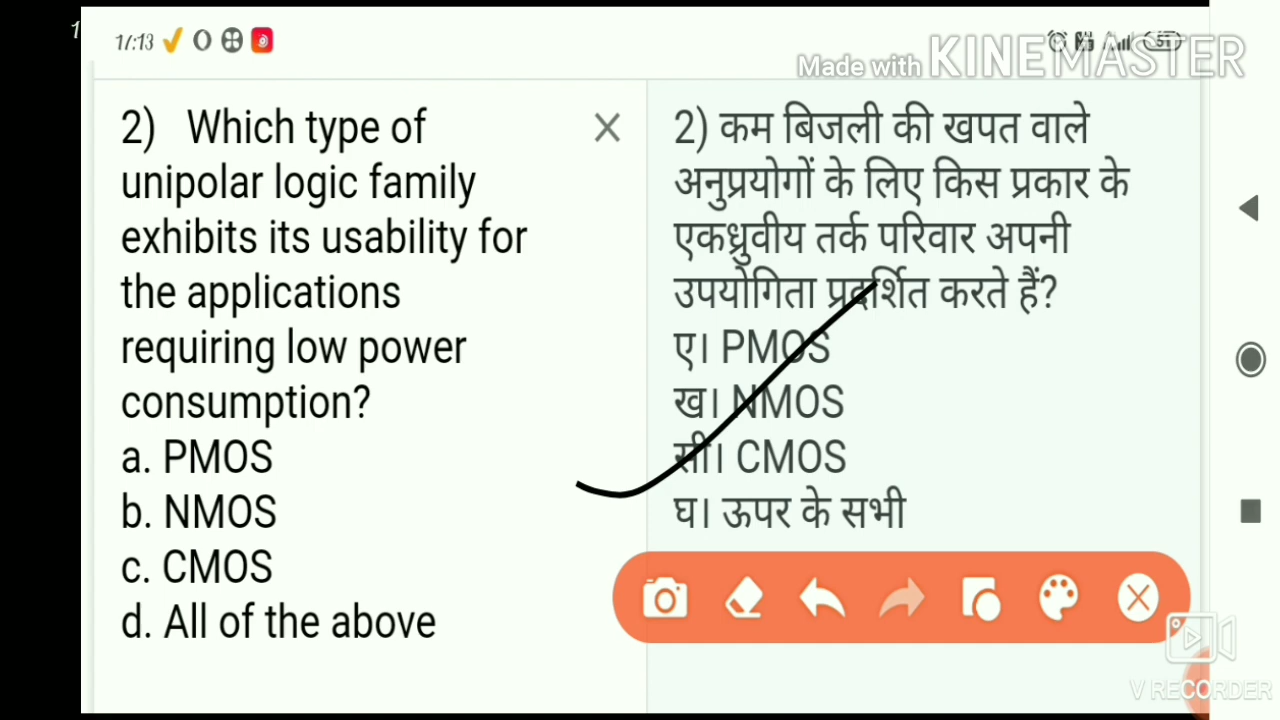 1
17:13
51
Made with KINEMASTER
2) Which type of
unipolar logic family
exhibits its usability for
the applications
requiring low power
consumption?
a. PMOS
b. NMOS
c. CMOS
d. All of the above
2) कम बिजली की खपत वाले
अनुप्रयोगों के लिए किस प्रकार के
एकध्रुवीय तर्क परिवार अपनी
उपयोगिता प्रदर्शित करते हैं?
ए। PMOS
ख। NMOS
सी। CMOS
घ। ऊपर के सभी
V RECORDER